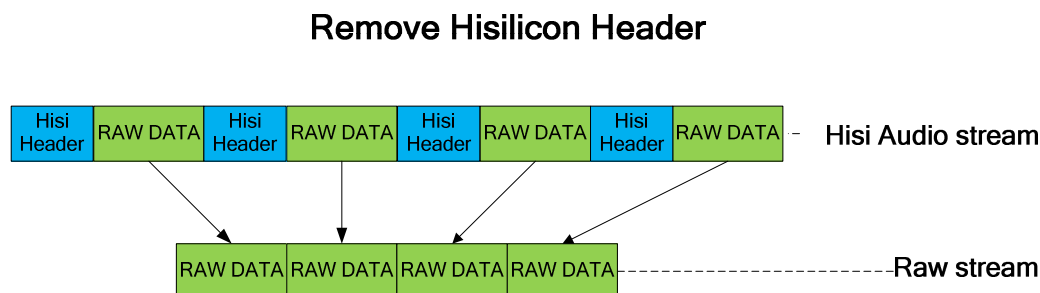 Remove Hisilicon Header
Hisi Header RAW DATA Hisi Header RAW DATA Hisi Header RAW DATA Hisi Header RAW DATA Hisi Audio stream
RAW DATA RAW DATA RAW DATA RAW DATA Raw stream